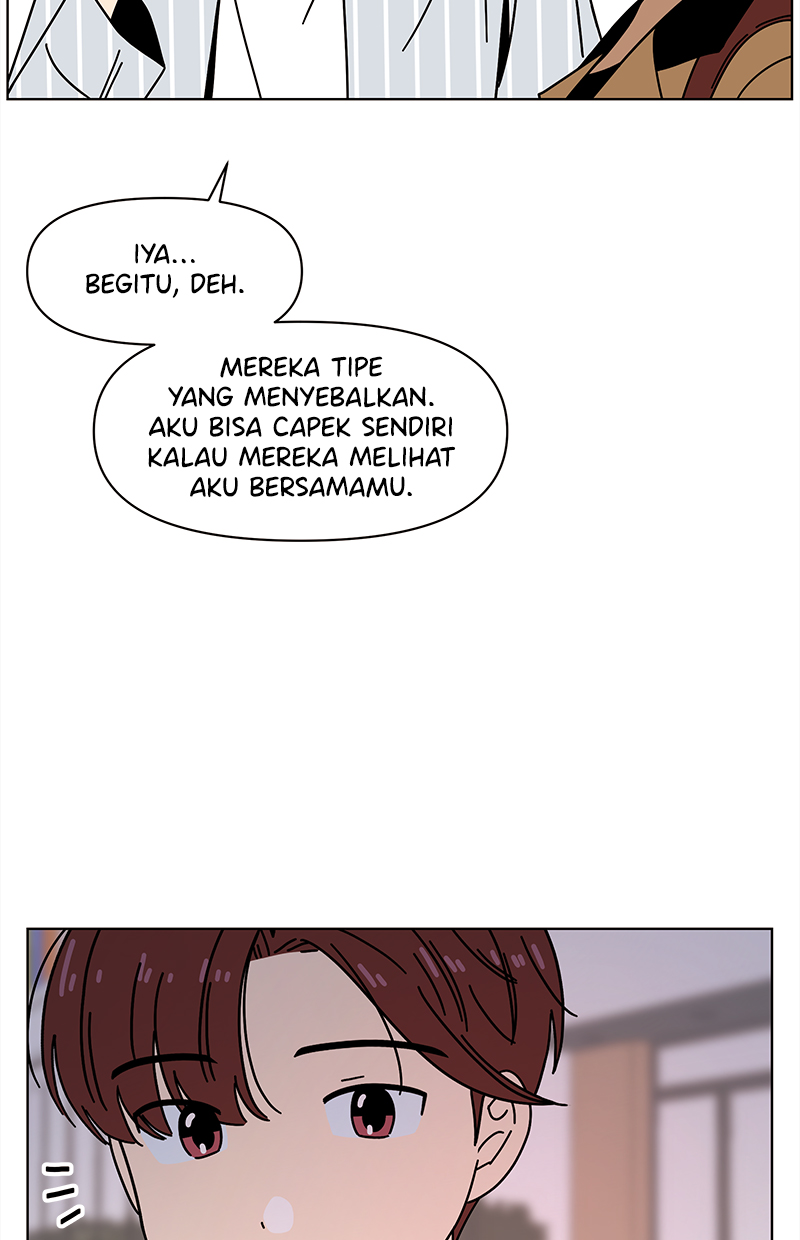 IYA...
BEGITU, DEH.
MEREKA TIPE
YANG MENYEBALKAN.
AKU BISA CAPEK SENDIRI
KALAU MEREKA MELIHAT
AKU BERSAMAMU.